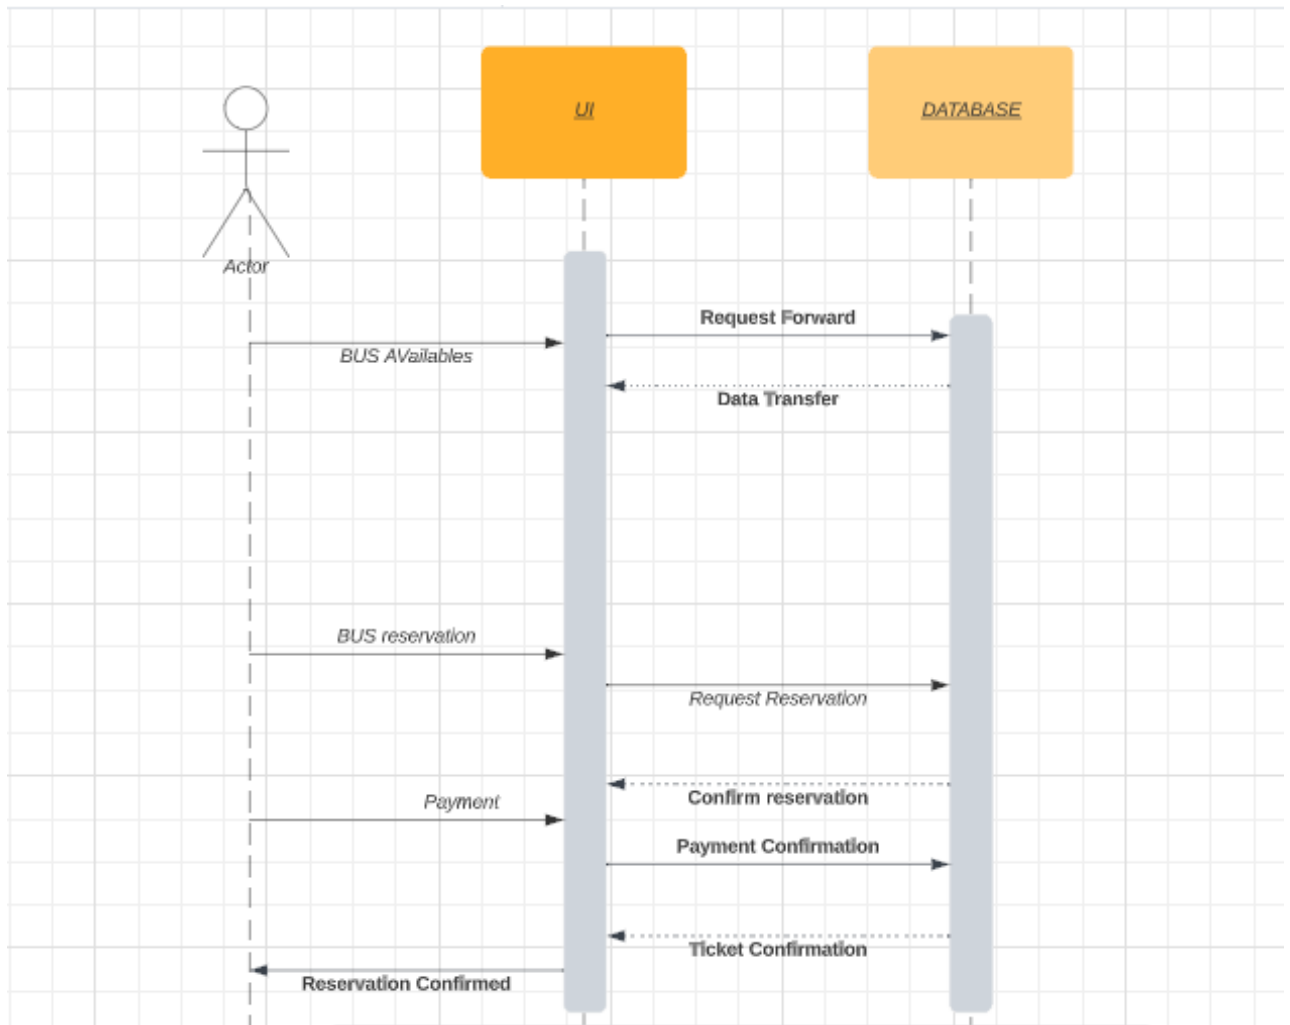 UI
DATABASE
Actor
Request Forward
BUS AVailables
Data Transfer
BUS reservation
Request Reservation
Confirm reservation
Payment
Payment Confirmation
Ticket Confirmation
Reservation Confirmed